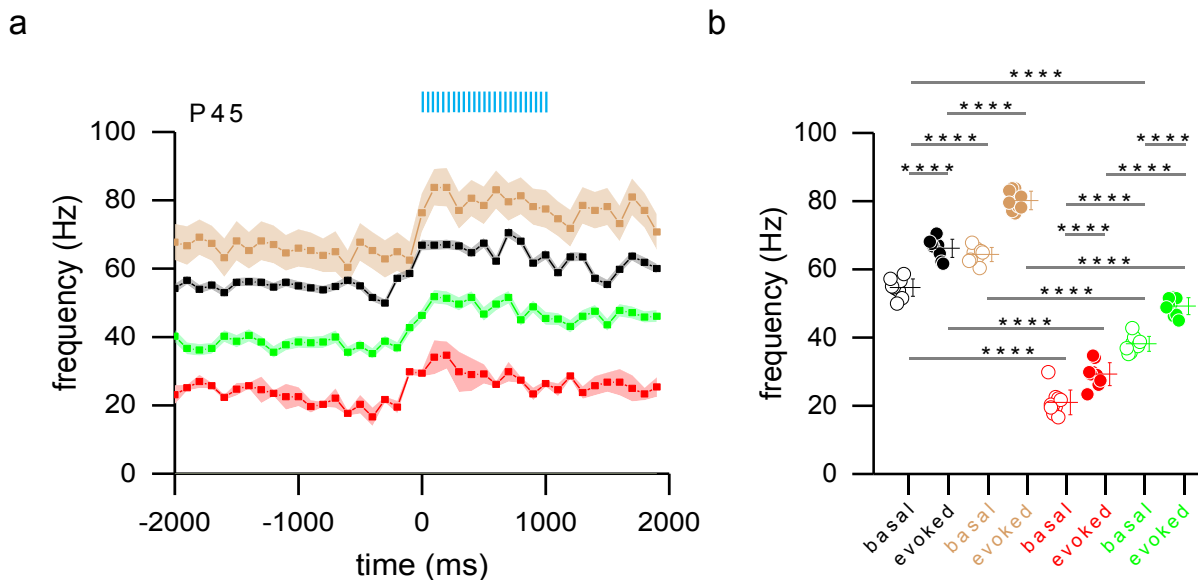 a
P45
frequency (Hz)
100
80
60
40
20
0
-2000
-1000
0
1000
2000
time (ms)
b
****
****
****
****
****
****
****
****
****
****
****
****
frequency (Hz)
100
80
60
40
20
0
basal
evoked
basal
evoked
basal
evoked
basal
evoked